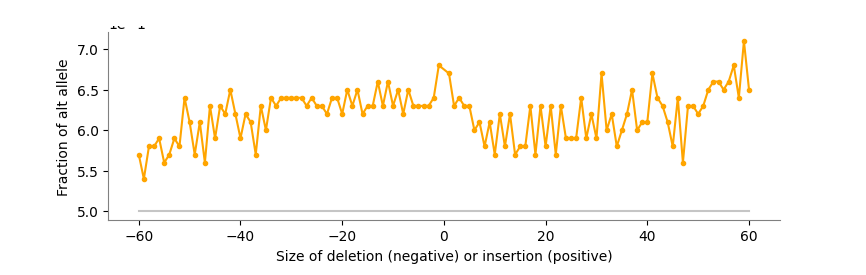 7.0
6.5
6.0
5.5
5.0
Fraction of alt allele
−60 −40 −20 0 20 40 60
Size of deletion (negative) or insertion (positive)